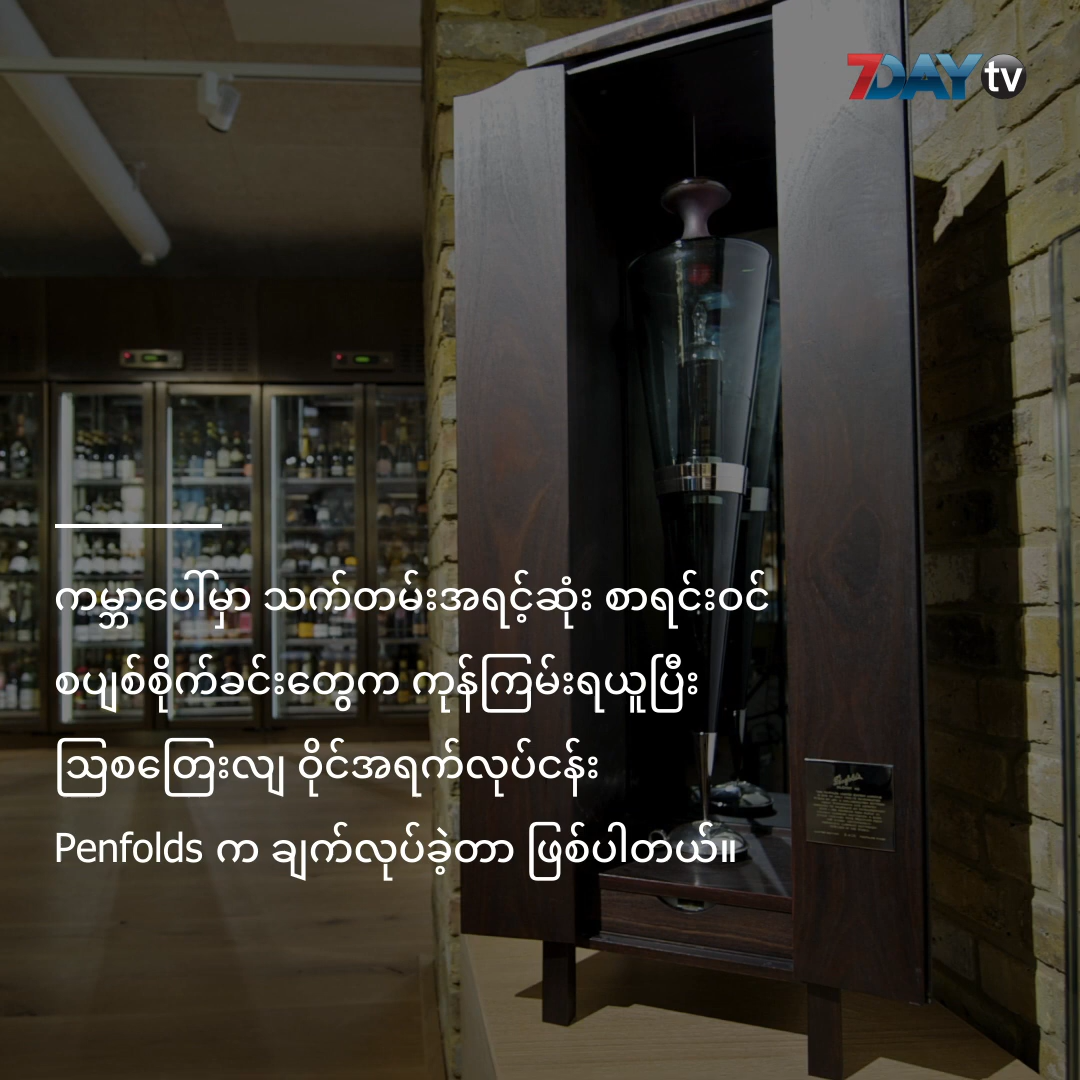 7DAY tv
ကမ္ဘာပေါ်မှာ သက်တမ်းအရင့်ဆုံး စာရင်းဝင်
စပျစ်စိုက်ခင်းတွေက ကုန်ကြမ်းရယူပြီး
သြစတြေးလျ ဝိုင်အရက်လုပ်ငန်း
Penfolds က ချက်လုပ်ခဲ့တာ ဖြစ်ပါတယ်။
Penfolds